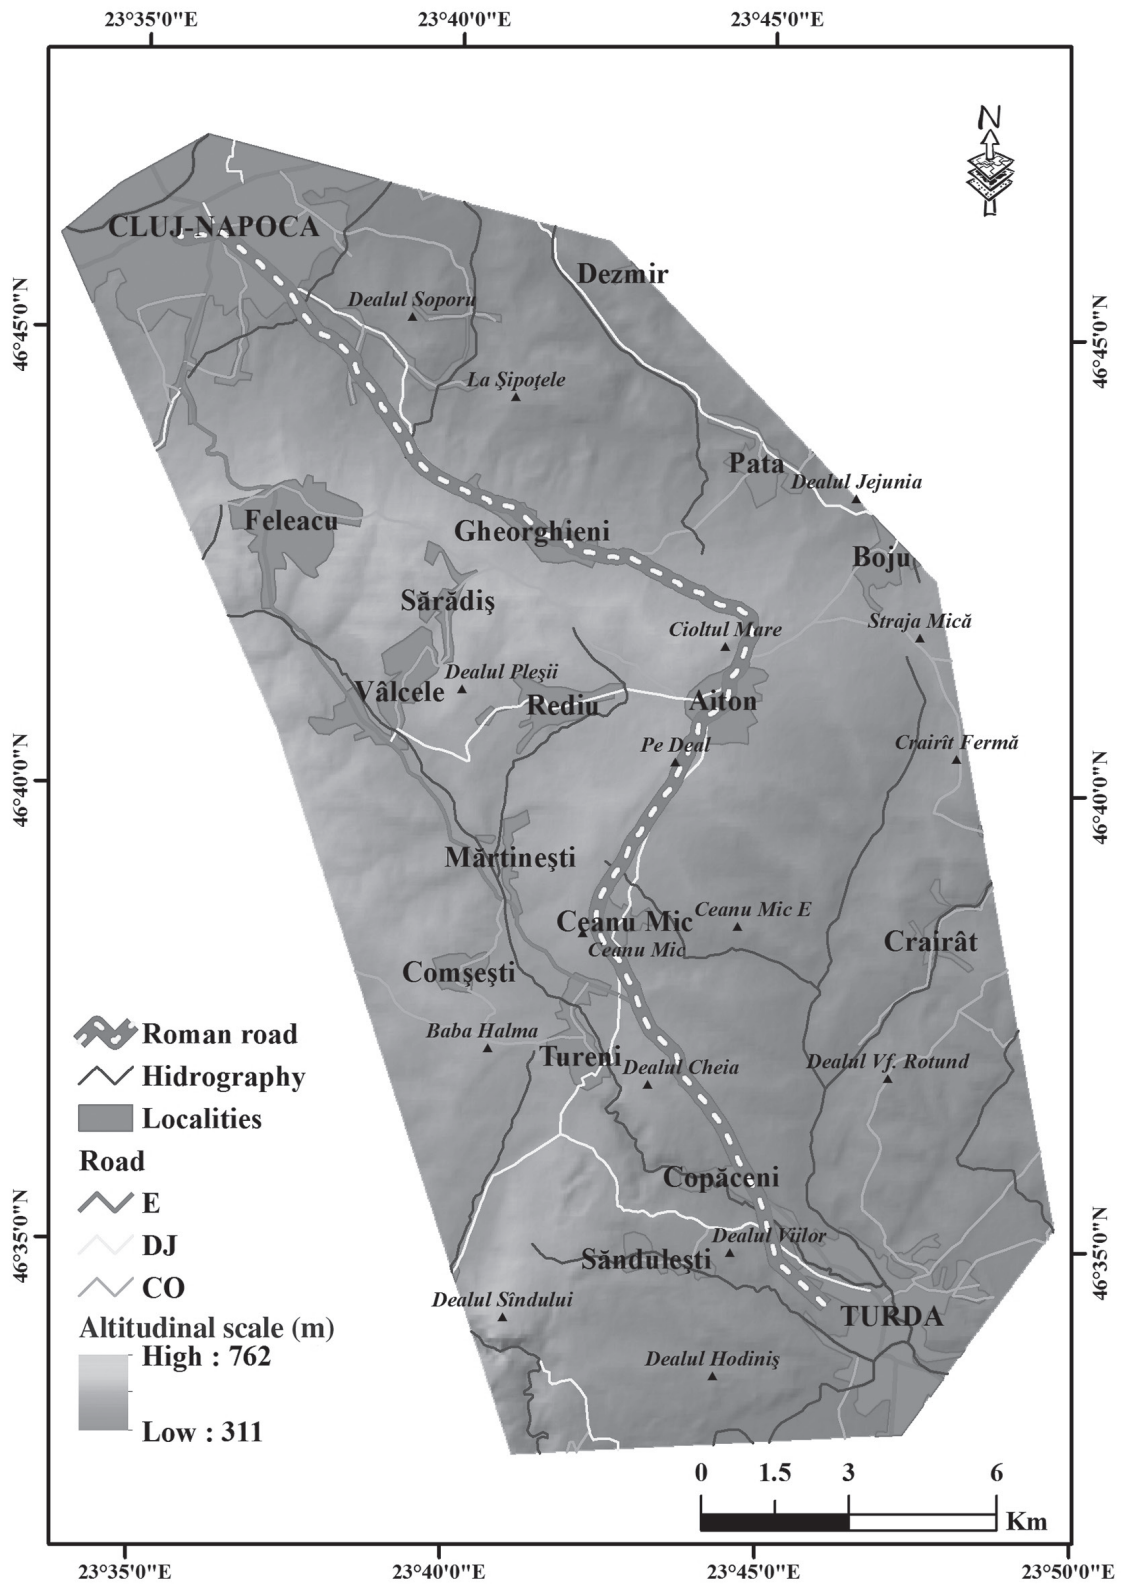 23°35'0"E
23°40'0"E
23°45'0"E
N
CLUJ-NAPOCA
Dezmir
Dealul Soporu
46°45'0"N
46°45'0"N
La Şipoţele
Pata
Dealul Jejunia
Feleacu
Gheorghieni
Boju
Sărădiş
Straja Mică
Cioltul Mare
Dealul Pleşii
Vâlcele
Rediu
Aiton
Pe Deal
Crairît Fermă
46°40'0"N
46°40'0"N
Mărtineşti
Ceanu Mic
Ceanu Mic E
Ceanu Mic
Crairât
Comşeşti
Baba Halma
Tureni
Dealul Cheia
Dealul Vf. Rotund
Copăceni
Dealul Viilor
Sănduleşti
46°35'0"N
46°35'0"N
Dealul Sîndului
TURDA
Dealul Hodiniş
Roman road
Hidrography
Localities
Road
E
DJ
CO
Altitudinal scale (m)
High : 762
Low : 311
0 1.5 3 6
Km
23°35'0"E
23°40'0"E
23°45'0"E
23°50'0"E